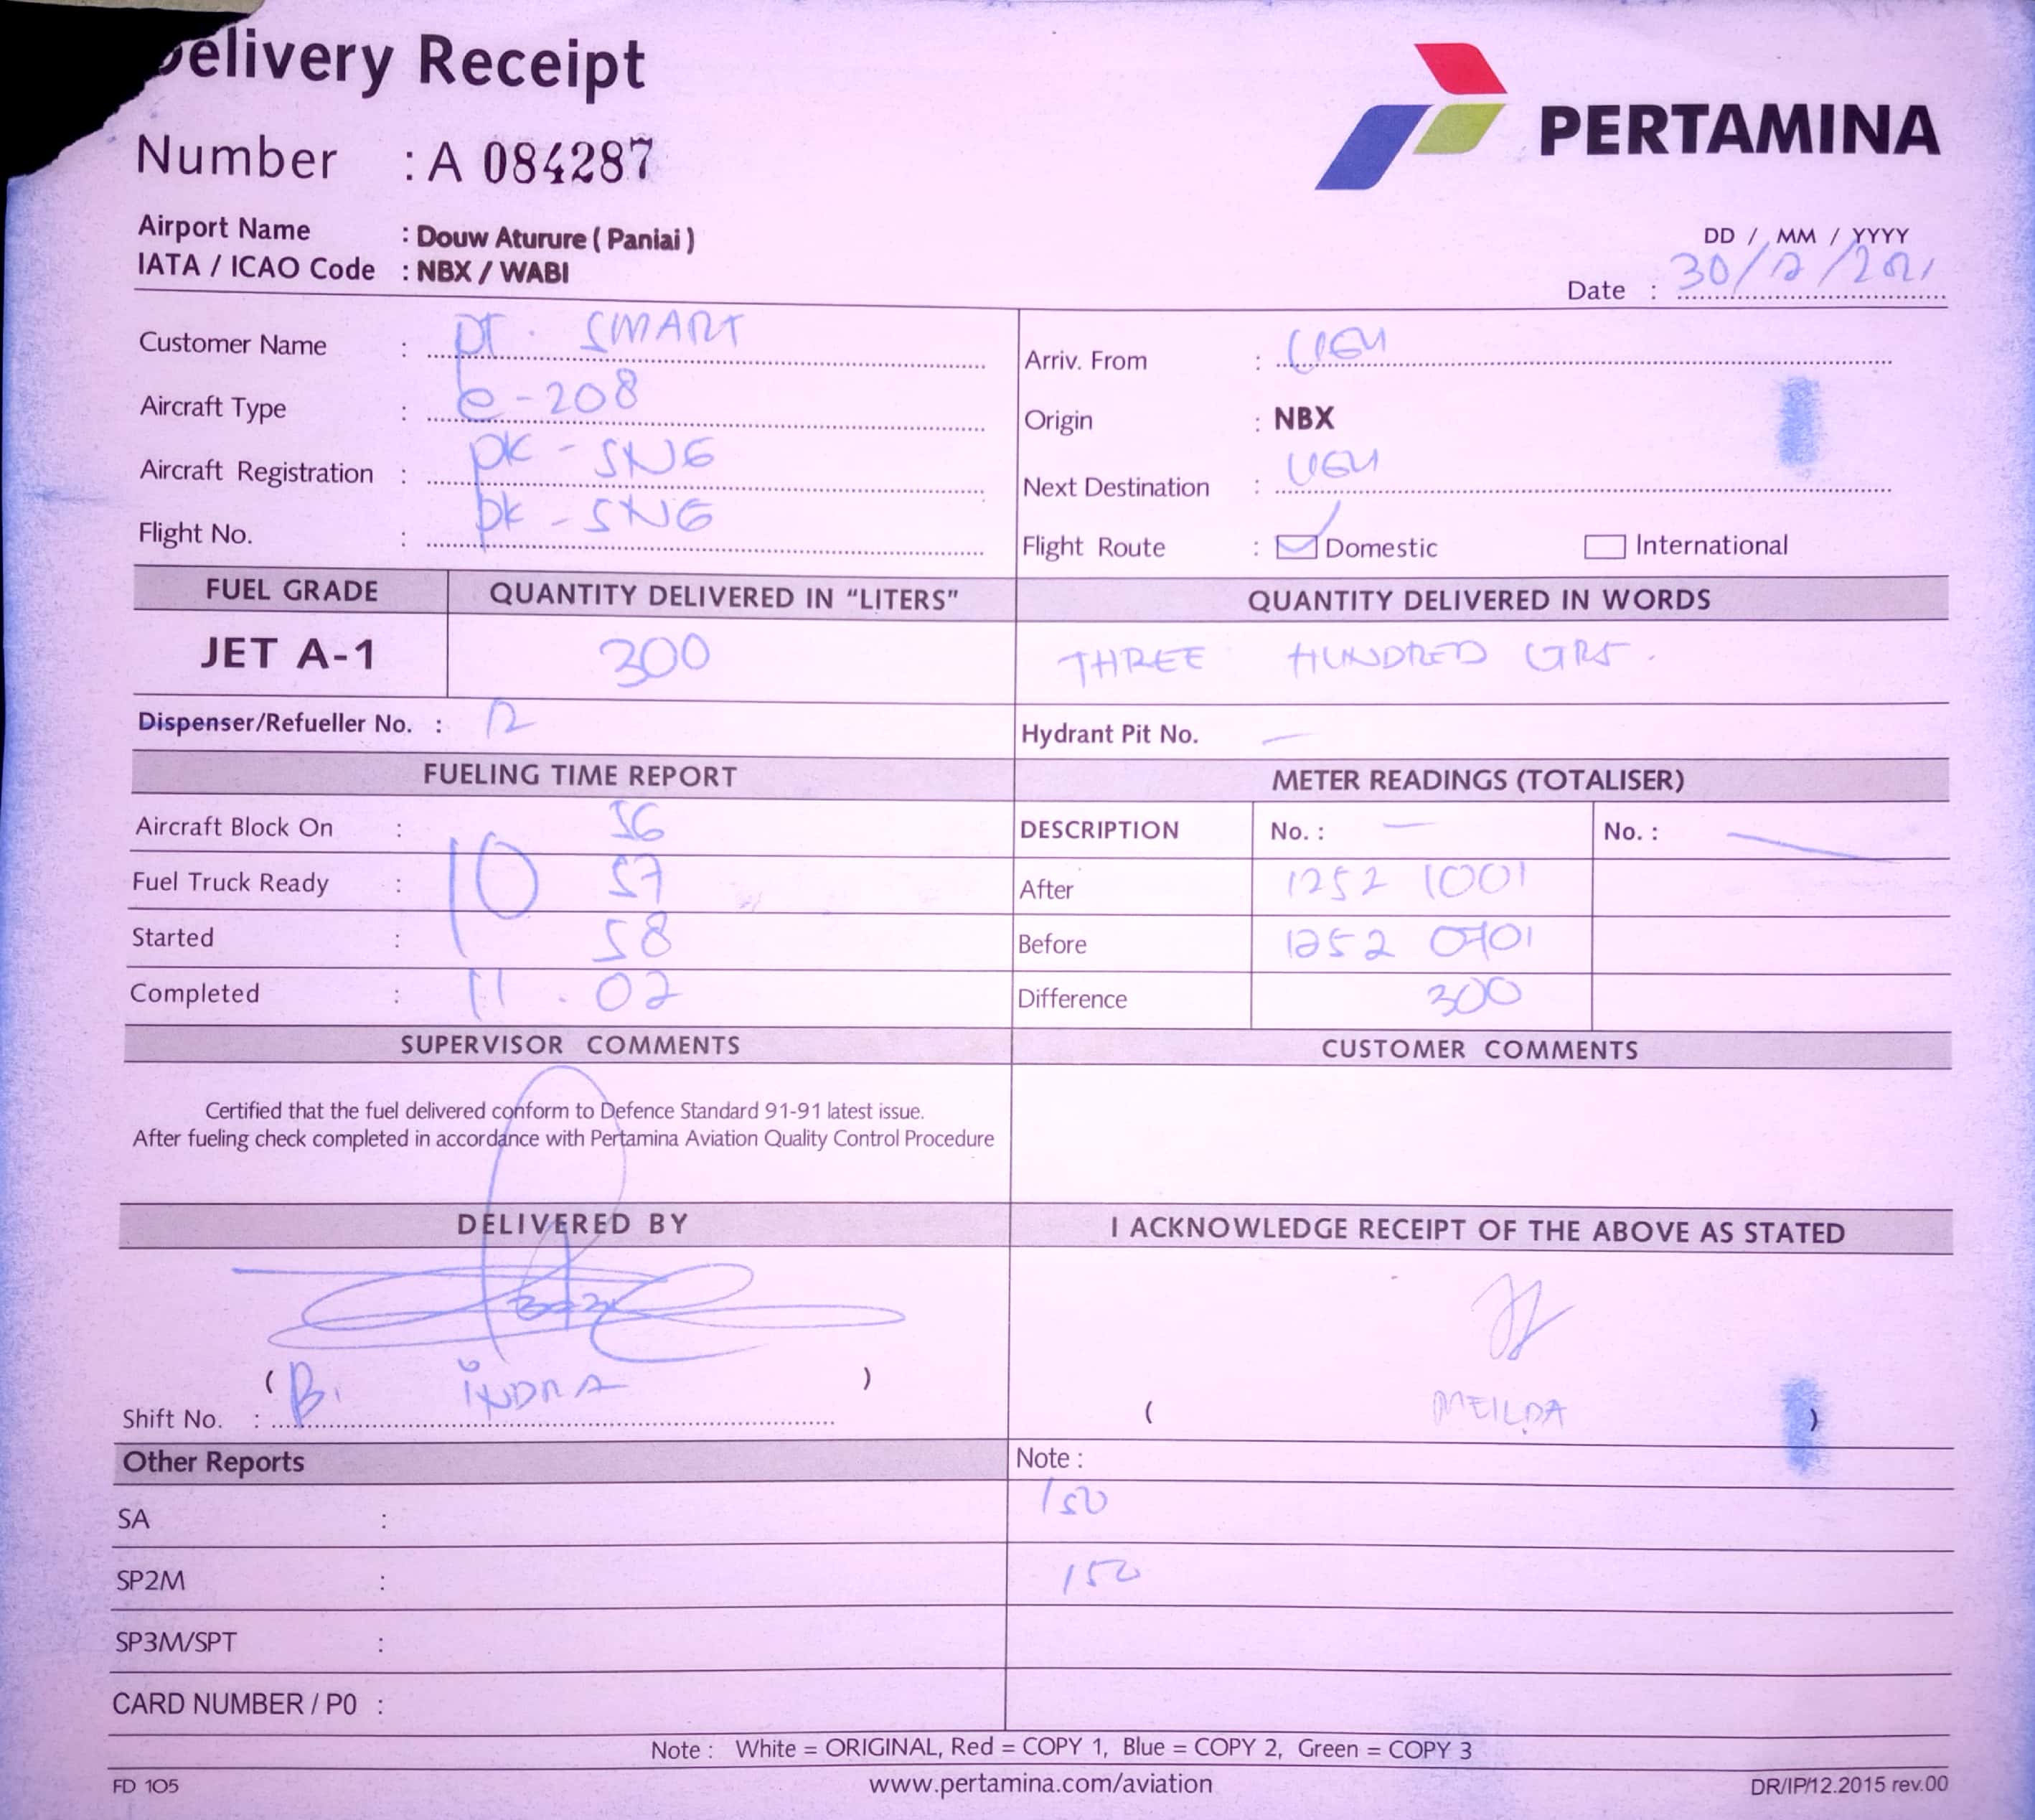 elivery Receipt
PERTAMINA
Number : A 084287
Airport Name : Douw Aturure ( Paniai )
IATA / ICAO Code : NBX / WABI
DD / MM / YYYY
Date : 30/12/2021
Customer Name : PT. SMART
Arriv. From :
Aircraft Type : C-208
Origin : NBX
Aircraft Registration : PK - SNG
Next Destination :
Flight No. : PK - SNG
Flight Route : Domestic International
FUEL GRADE QUANTITY DELIVERED IN “LITERS” QUANTITY DELIVERED IN WORDS
JET A-1 300 THREE HUNDRED
Dispenser/Refueller No. : 12 Hydrant Pit No. —
FUELING TIME REPORT METER READINGS (TOTALISER)
Aircraft Block On : 56 DESCRIPTION No. : — No. : —
Fuel Truck Ready : 10 57 After 1252 1001
Started : 58 Before 1252 0701
Completed : 11 . 02 Difference 300
SUPERVISOR COMMENTS CUSTOMER COMMENTS
Certified that the fuel delivered conform to Defence Standard 91-91 latest issue.
After fueling check completed in accordance with Pertamina Aviation Quality Control Procedure
DELIVERED BY I ACKNOWLEDGE RECEIPT OF THE ABOVE AS STATED
( B. INDRA )
Shift No. :
( MEILDA )
Other Reports Note :
SA : 150
SP2M : 150
SP3M/SPT :
CARD NUMBER / P0 :
Note : White = ORIGINAL, Red = COPY 1, Blue = COPY 2, Green = COPY 3
FD 105 www.pertamina.com/aviation DR/IP/12.2015 rev.00